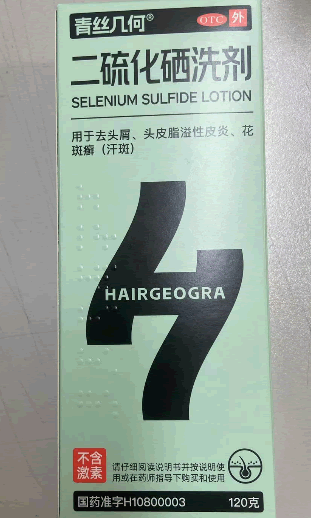 青丝几何®
OTC 外
二硫化硒洗剂
SELENIUM SULFIDE LOTION
用于去头屑、头皮脂溢性皮炎、花
斑癣（汗斑）
HAIRGEOGRA
不含
激素
请仔细阅读说明书并按说明使
用或在药师指导下购买和使用
国药准字H10800003 120克